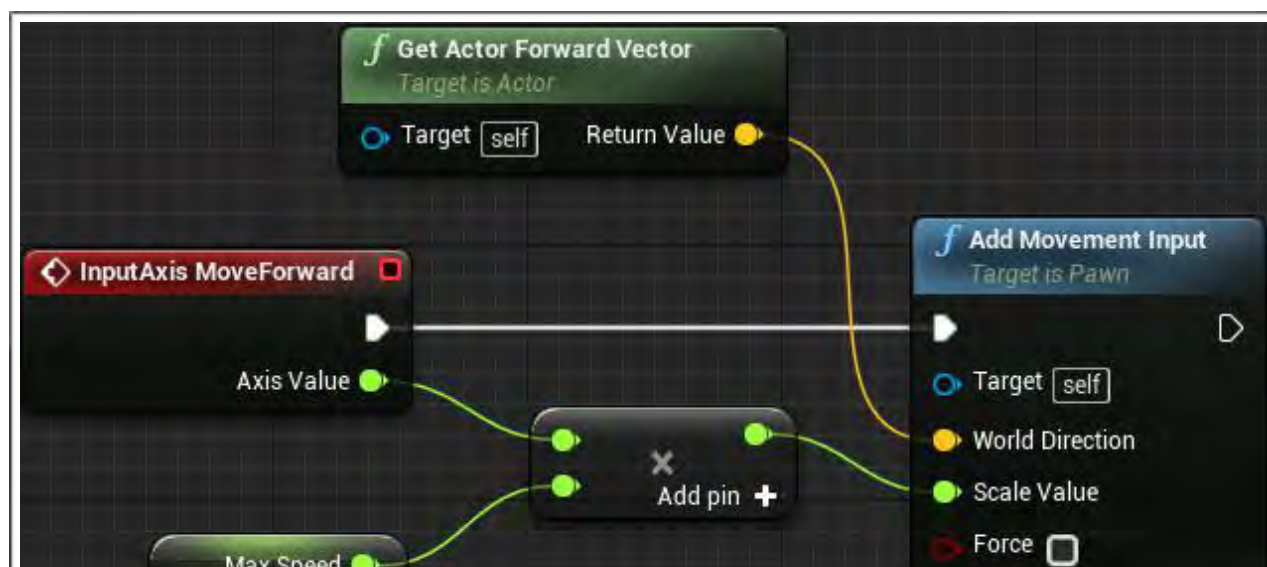 Get Actor Forward Vector
Target is Actor
Target self Return Value
InputAxis MoveForward
Axis Value
Add pin
Max Speed
Add Movement Input
Target is Pawn
Target self
World Direction
Scale Value
Force